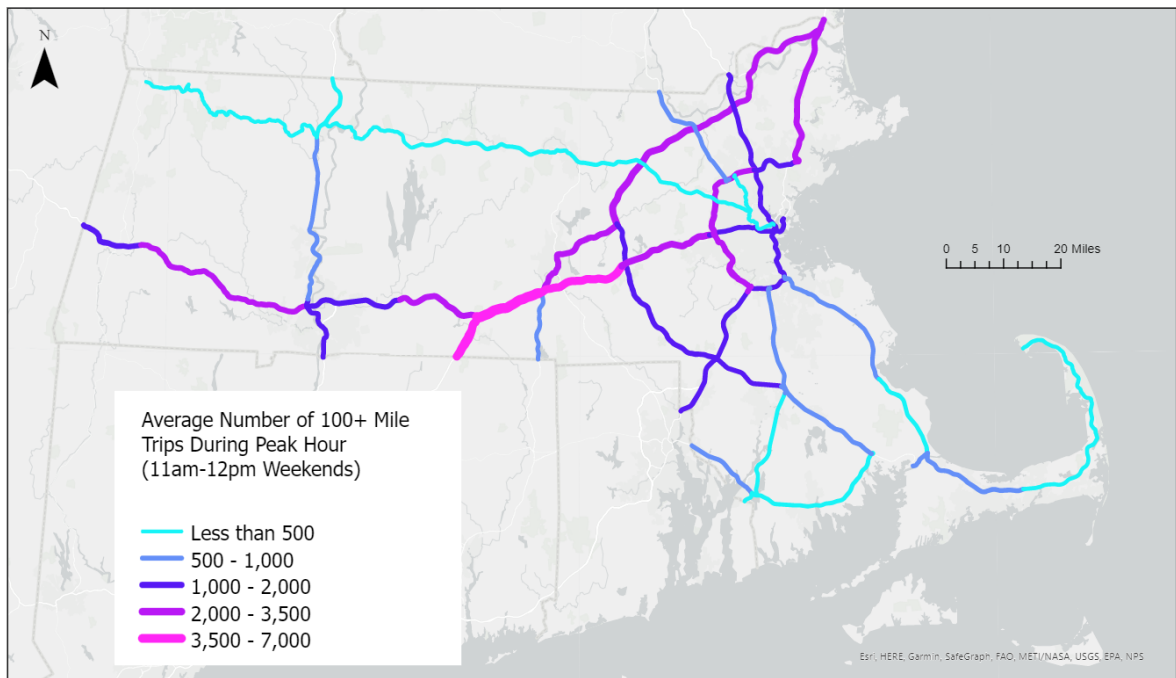 N
0 5 10 20 Miles
Average Number of 100+ Mile
Trips During Peak Hour
(11am-12pm Weekends)
Less than 500
500 - 1,000
1,000 - 2,000
2,000 - 3,500
3,500 - 7,000
Esri, HERE, Garmin, SafeGraph, FAO, METI/NASA, USGS, EPA, NPS